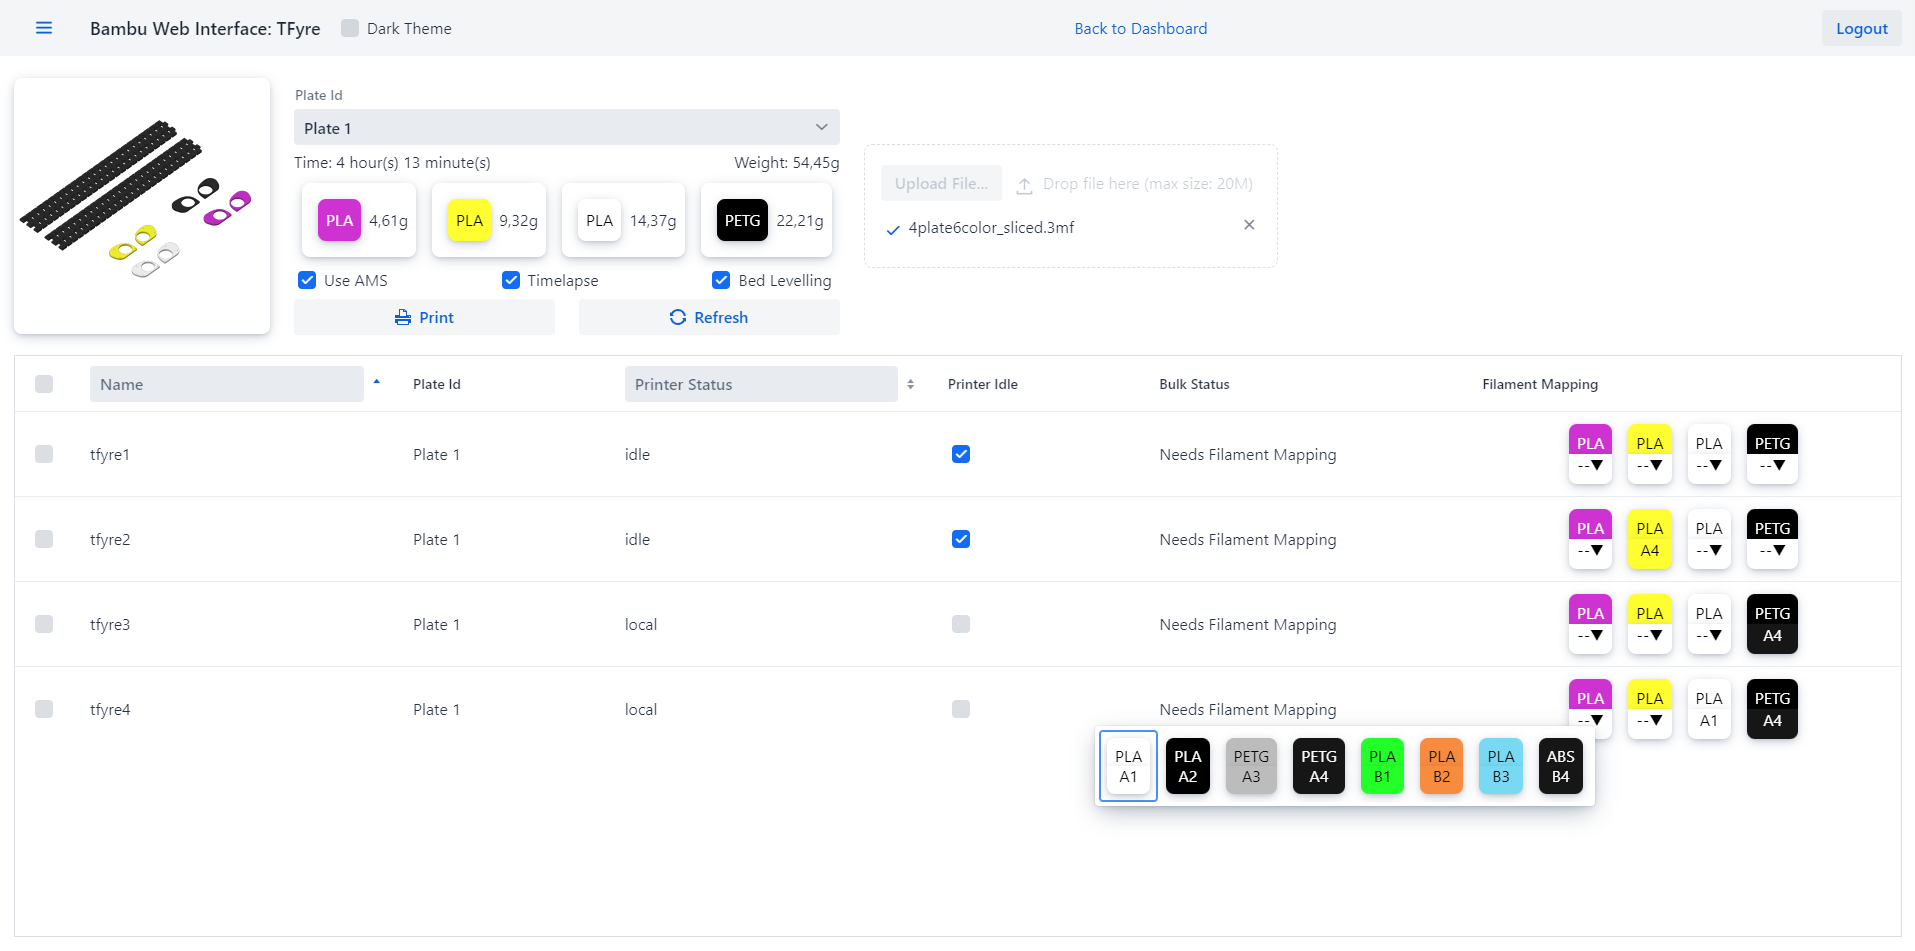 Bambu Web Interface: TFyre
Dark Theme
Back to Dashboard
Logout
Plate Id
Plate 1
Time: 4 hour(s) 13 minute(s)
Weight: 54,45g
PLA 4,61g
PLA 9,32g
PLA 14,37g
PETG 22,21g
Use AMS
Timelapse
Bed Levelling
Print
Refresh
Upload File...
Drop file here (max size: 20M)
4plate6color_sliced.3mf
Name Plate Id Printer Status Printer Idle Bulk Status Filament Mapping
tfyre1 Plate 1 idle Needs Filament Mapping
PLA PLA PLA PETG
--▼ --▼ --▼ --▼
tfyre2 Plate 1 idle Needs Filament Mapping
PLA PLA PLA PETG
--▼ A4 --▼ --▼
tfyre3 Plate 1 local Needs Filament Mapping
PLA PLA PLA PETG
--▼ --▼ --▼ A4
tfyre4 Plate 1 local Needs Filament Mapping
PLA PLA PLA PETG
--▼ --▼ A1 A4
PLA PLA PETG PETG PLA PLA PLA ABS
A1 A2 A3 A4 B1 B2 B3 B4